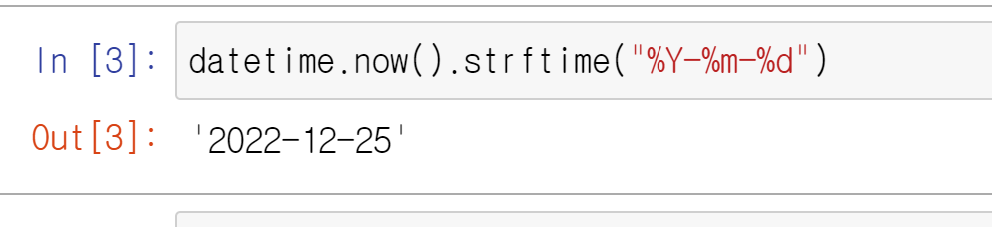 In [3]: datetime.now().strftime("%Y-%m-%d")
Out[3]: '2022-12-25'